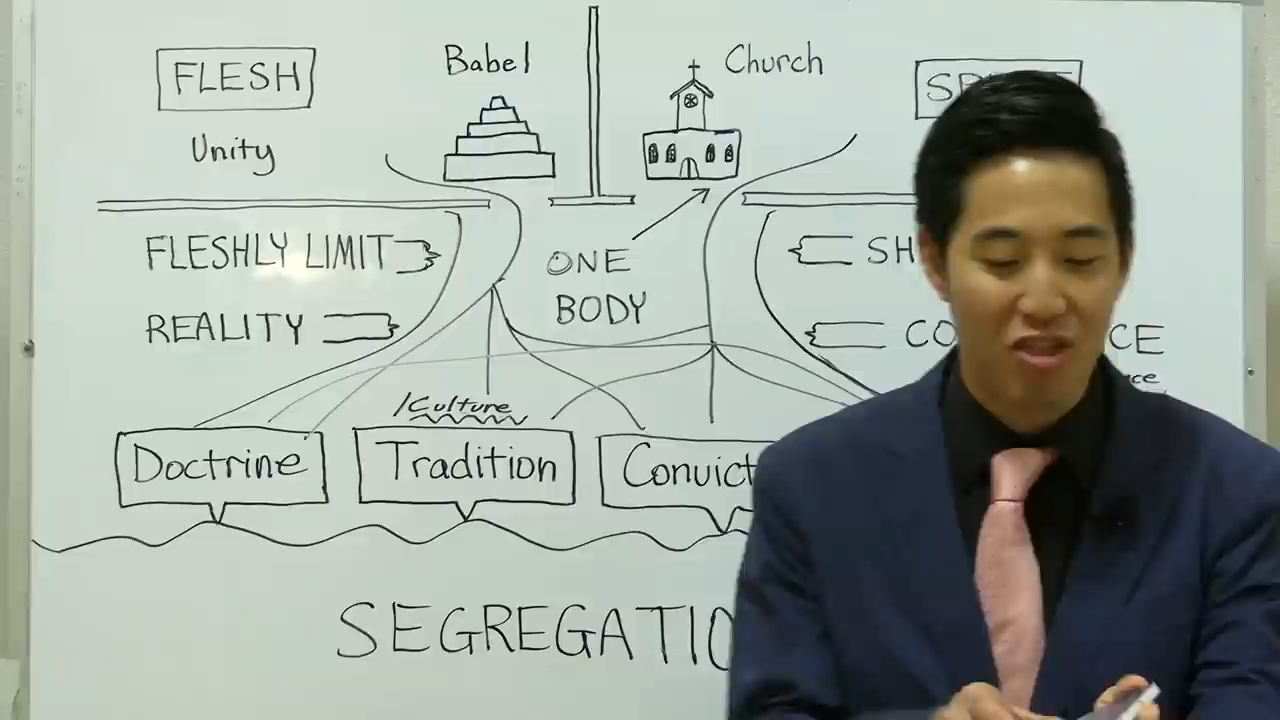 FLESH
Babel
Church
Unity
FLESHLY LIMIT
ONE
BODY
REALITY
/Culture
Doctrine
Tradition